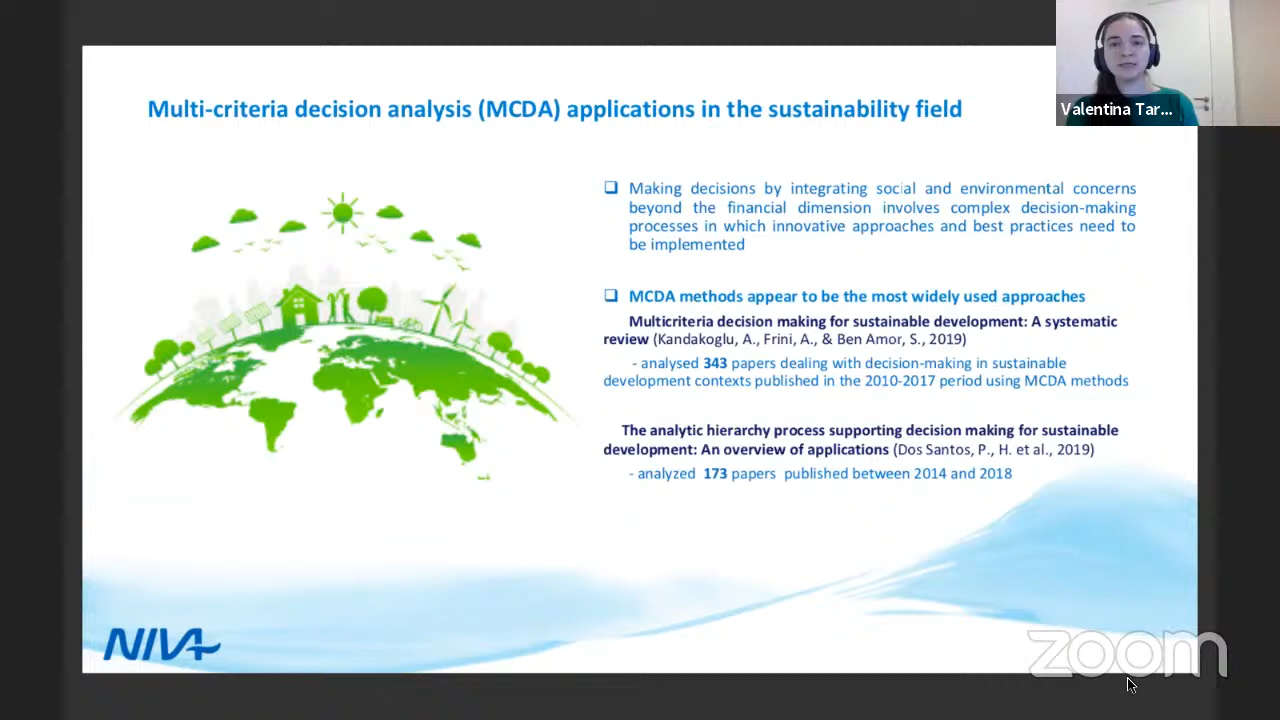 Multi-criteria decision analysis (MCDA) applications in the sustainability field
Valentina Tar...
❑ Making decisions by integrating social and environmental concerns
beyond the financial dimension involves complex decision-making
processes in which innovative approaches and best practices need to
be implemented
❑ MCDA methods appear to be the most widely used approaches
Multicriteria decision making for sustainable development: A systematic
review (Kandakoglu, A., Frini, A., & Ben Amor, S., 2019)
- analysed 343 papers dealing with decision-making in sustainable
development contexts published in the 2010-2017 period using MCDA methods
The analytic hierarchy process supporting decision making for sustainable
development: An overview of applications (Dos Santos, P., H. et al., 2019)
- analyzed 173 papers published between 2014 and 2018
NIVA
zoom